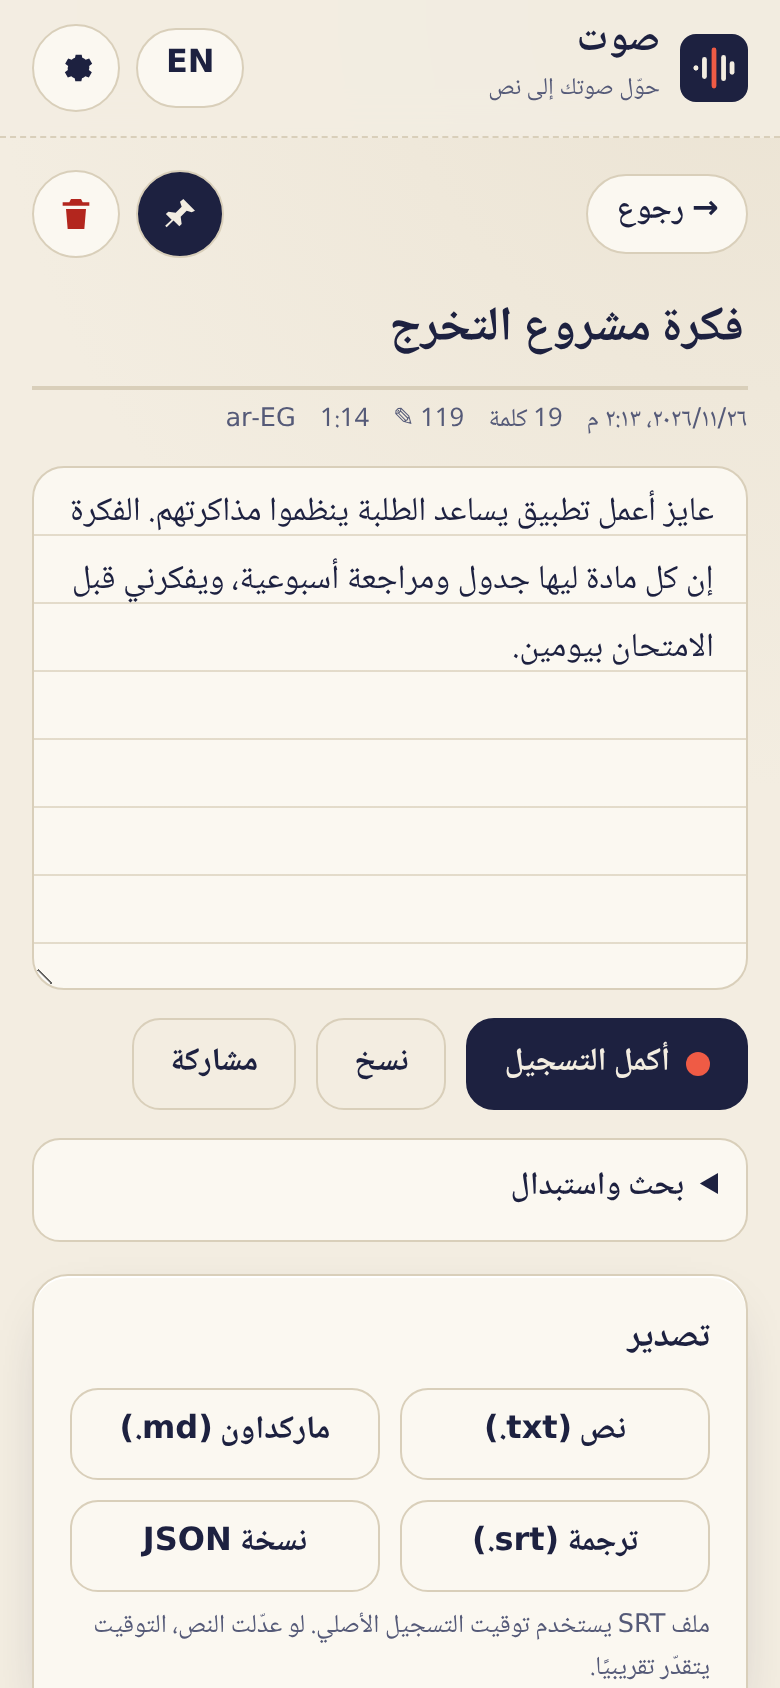 صوت
حوّل صوتك إلى نص
EN
→ رجوع
فكرة مشروع التخرج
٢٠٢٦/١١/٢٦، ٢:١٣ م 19 كلمة 119 ✎ 1:14 ar-EG
عايز أعمل تطبيق يساعد الطلبة ينظموا مذاكرتهم. الفكرة
إن كل مادة ليها جدول ومراجعة أسبوعية، ويفكرني قبل
الامتحان بيومين.
أكمل التسجيل نسخ مشاركة
بحث واستبدال
تصدير
نص (.txt) ماركداون (.md)
ترجمة (.srt) نسخة JSON
ملف SRT يستخدم توقيت التسجيل الأصلي. لو عدّلت النص، التوقيت
يتقدّر تقريبيًا.